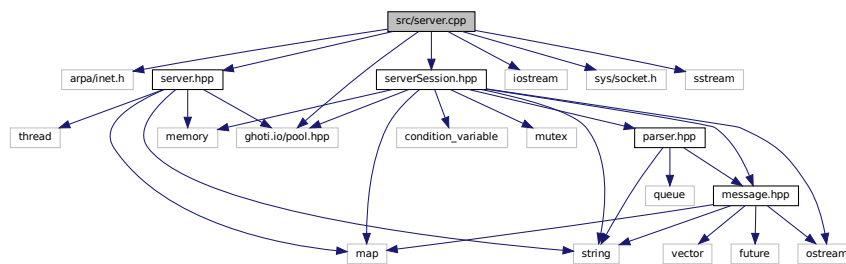 src/server.cpp
arpa/inet.h
server.hpp
serverSession.hpp
iostream
sys/socket.h
sstream
thread
memory
ghoti.io/pool.hpp
condition_variable
mutex
parser.hpp
queue
message.hpp
map
string
vector
future
ostream